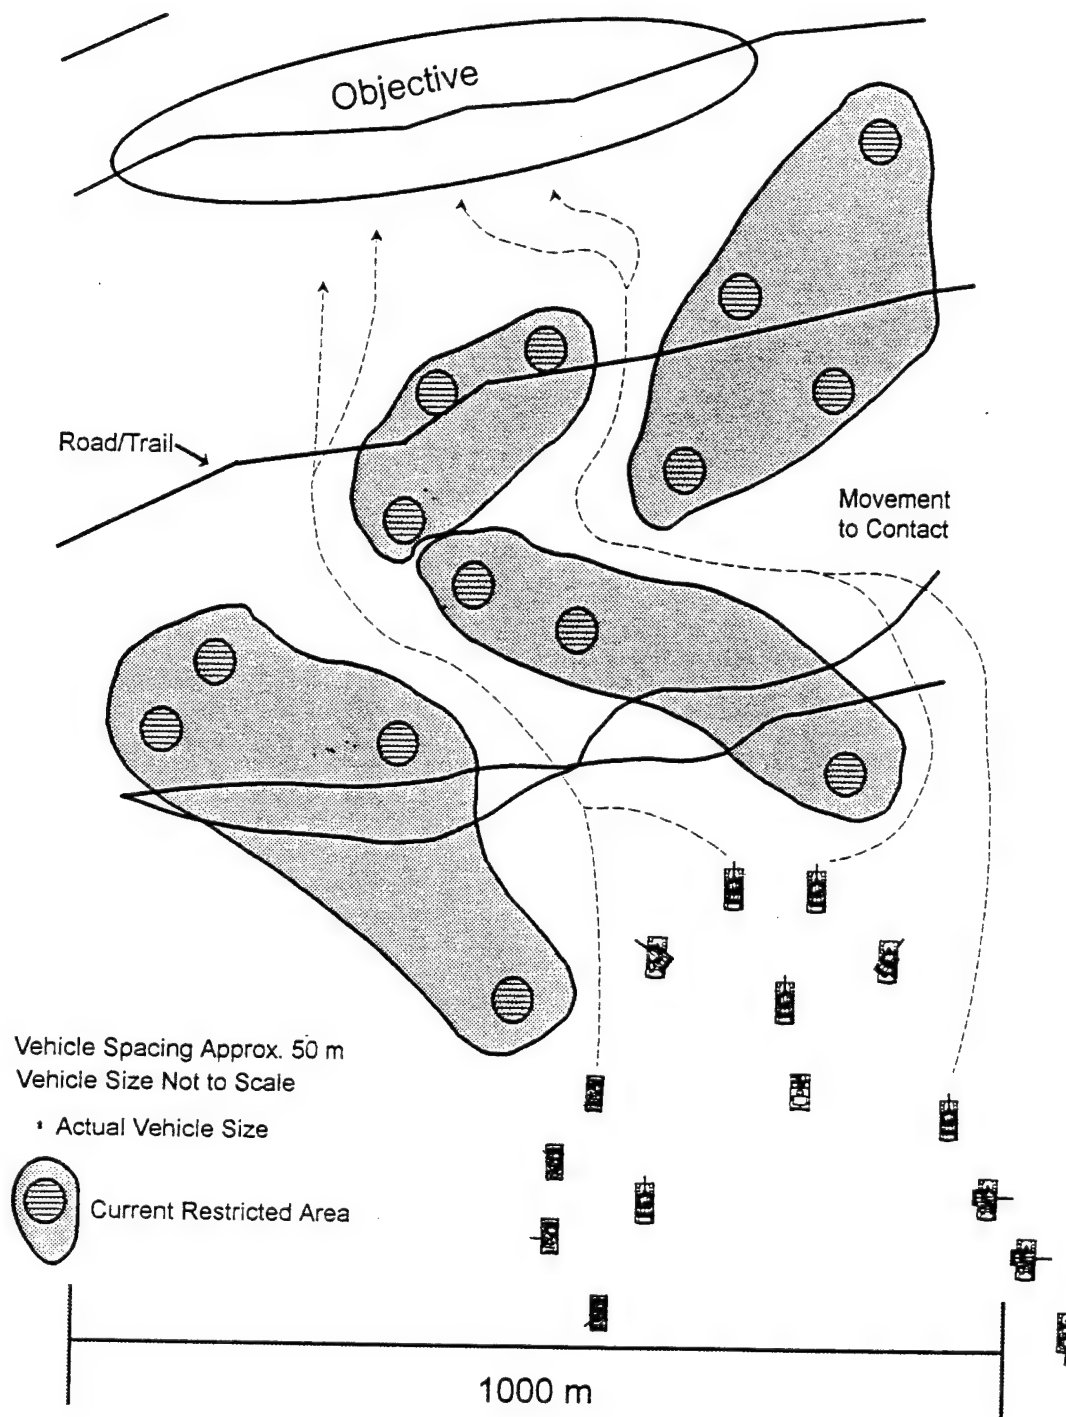 Objective
Road/Trail
Movement
to Contact
Vehicle Spacing Approx. 50 m
Vehicle Size Not to Scale
Actual Vehicle Size
Current Restricted Area
1000 m